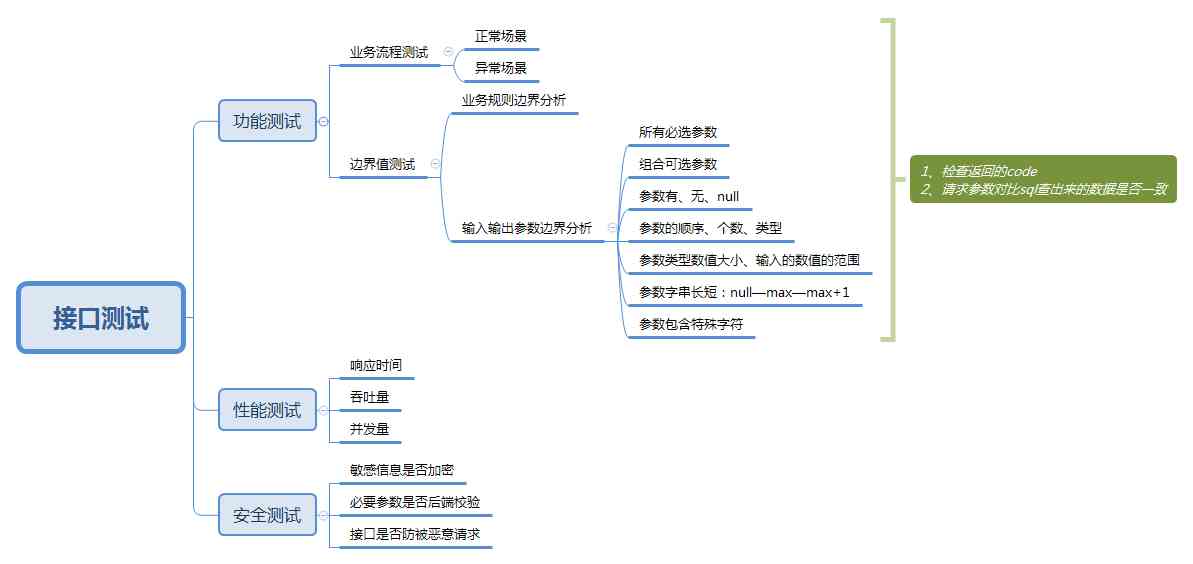 接口测试
功能测试
业务流程测试
正常场景
异常场景
边界值测试
业务规则边界分析
输入输出参数边界分析
所有必选参数
组合可选参数
参数有、无、null
参数的顺序、个数、类型
参数类型数值大小、输入的数值的范围
参数字串长短：null—max—max+1
参数包含特殊字符
1、检查返回的code
2、请求参数对比sql查出来的数据是否一致
性能测试
响应时间
吞吐量
并发量
安全测试
敏感信息是否加密
必要参数是否后端校验
接口是否防被恶意请求